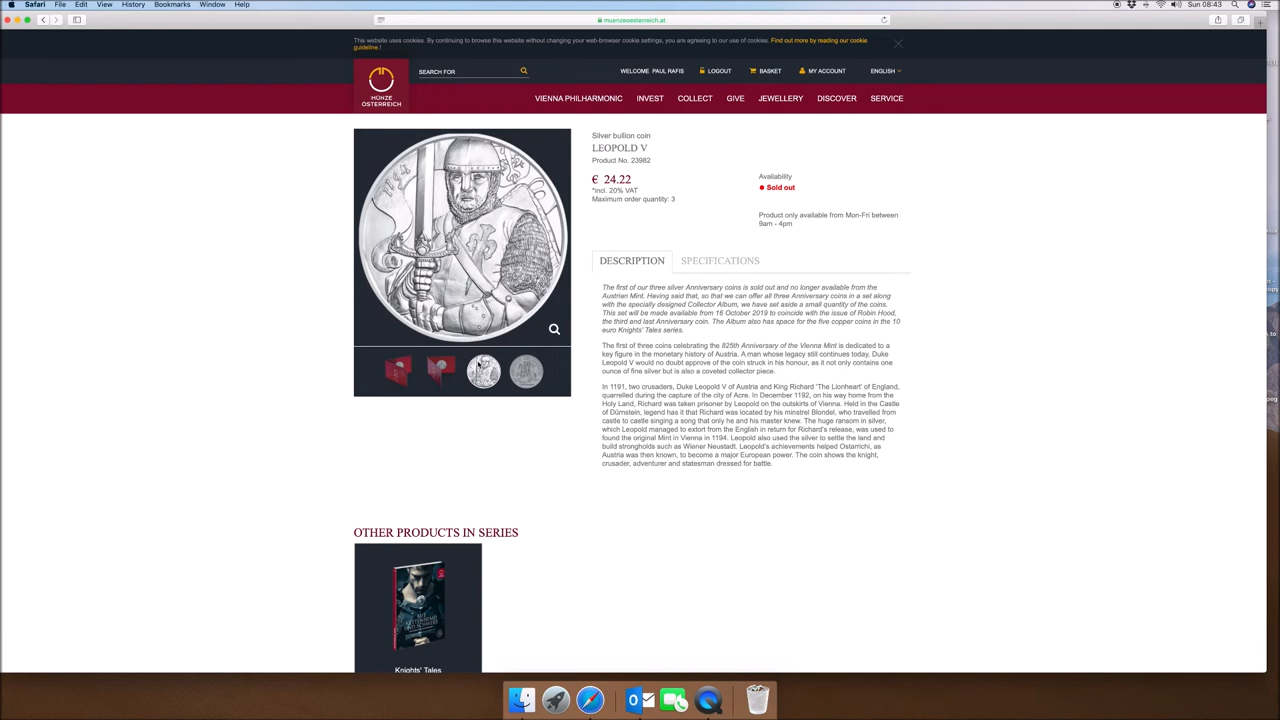 Safari File Edit View History Bookmarks Window Help
Sun 08:43
muenzeoesterreich.at
This website uses cookies. By continuing to browse this website without changing your web-browser cookie settings, you are agreeing to our use of cookies. Find out more by reading our cookie
guideline.!
SEARCH FOR
WELCOME PAUL RAFIS LOGOUT BASKET MY ACCOUNT ENGLISH
MÜNZE
ÖSTERREICH
VIENNA PHILHARMONIC INVEST COLLECT GIVE JEWELLERY DISCOVER SERVICE
Silver bullion coin
LEOPOLD V
Product No. 23982
€ 24.22
*incl. 20% VAT
Maximum order quantity: 3
Availability
Sold out
Product only available from Mon-Fri between
9am - 4pm
DESCRIPTION SPECIFICATIONS
The first of our three silver Anniversary coins is sold out and no longer available from the
Austrian Mint. Having said that, so that we can offer all three Anniversary coins in a set along
with the specially designed Collector Album, we have set aside a small quantity of the coins.
This set will be made available from 16 October 2019 to coincide with the issue of Robin Hood,
the third and last Anniversary coin. The Album also has space for the five copper coins in the 10
euro Knights' Tales series.
The first of three coins celebrating the 825th Anniversary of the Vienna Mint is dedicated to a
key figure in the monetary history of Austria. A man whose legacy still continues today, Duke
Leopold V would no doubt approve of the coin struck in his honour, as it not only contains one
ounce of fine silver but is also a coveted collector piece.
In 1191, two crusaders, Duke Leopold V of Austria and King Richard 'The Lionheart' of England,
quarrelled during the capture of the city of Acre. In December 1192, on his way home from the
Holy Land, Richard was taken prisoner by Leopold on the outskirts of Vienna. Held in the Castle
of Dürnstein, legend has it that Richard was located by his minstrel Blondel, who travelled from
castle to castle singing a song that only he and his master knew. The huge ransom in silver,
which Leopold managed to extort from the English in return for Richard's release, was used to
found the original Mint in Vienna in 1194. Leopold also used the silver to settle the land and
build strongholds such as Wiener Neustadt. Leopold's achievements helped Ostarrichi, as
Austria was then known, to become a major European power. The coin shows the knight,
crusader, adventurer and statesman dressed for battle.
OTHER PRODUCTS IN SERIES
MIT
KETTENHEMD
UND SCHWERT
Knights' Tales